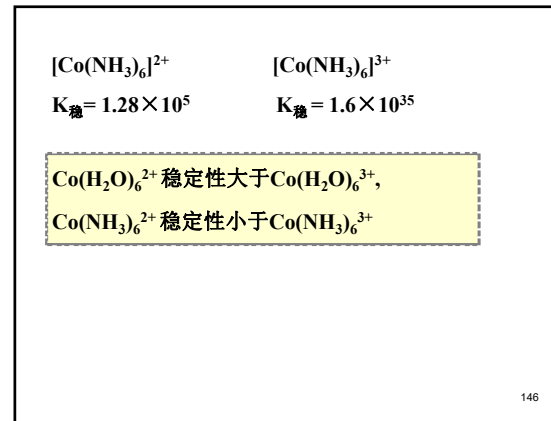 [Co(NH₃)₆]²⁺ [Co(NH₃)₆]³⁺
K稳= 1.28×10⁵ K稳 = 1.6×10³⁵
Co(H₂O)₆²⁺ 稳定性大于Co(H₂O)₆³⁺,
Co(NH₃)₆²⁺ 稳定性小于Co(NH₃)₆³⁺
146